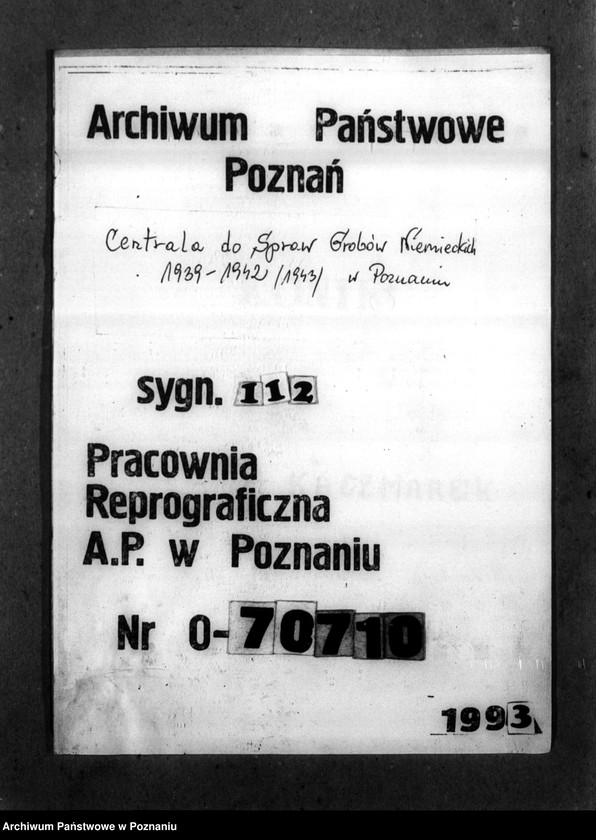 Archiwum Państwowe
Poznań
Centrala do Spraw Grobów Niemieckich
1939-1942 /1943/ w Poznaniu
sygn. 112
Pracownia
Reprograficzna
A.P. w Poznaniu
Nr 0-70710
1993
Archiwum Państwowe w Poznaniu